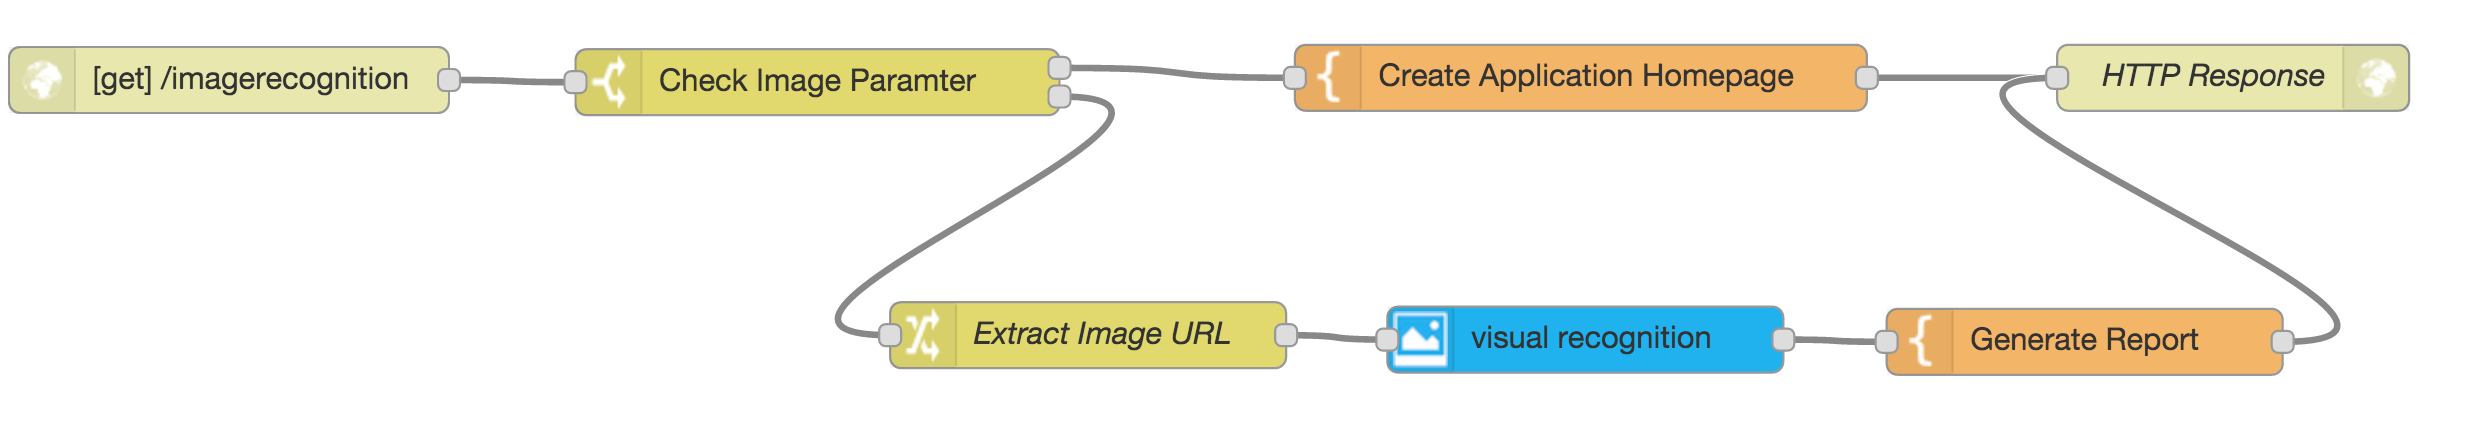 [get] /imagerecognition
Check Image Paramter
Create Application Homepage
HTTP Response
Extract Image URL
visual recognition
Generate Report